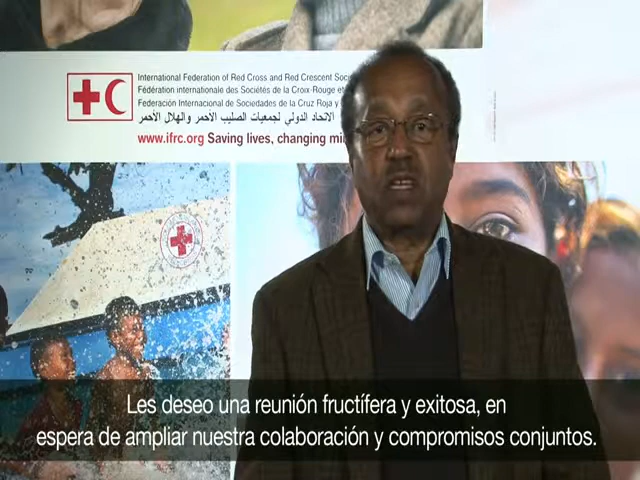 International Federation of Red Cross and Red Crescent
Fédération internationale des Sociétés de la Croix-Rouge et
Federación Internacional de Sociedades de la Cruz Roja y
الاتحاد الدولي لجمعيات الصليب الأحمر والهلال الأحمر
www.ifrc.org Saving lives, changing
Les deseo una reunión fructífera y exitosa, en
espera de ampliar nuestra colaboración y compromisos conjuntos.